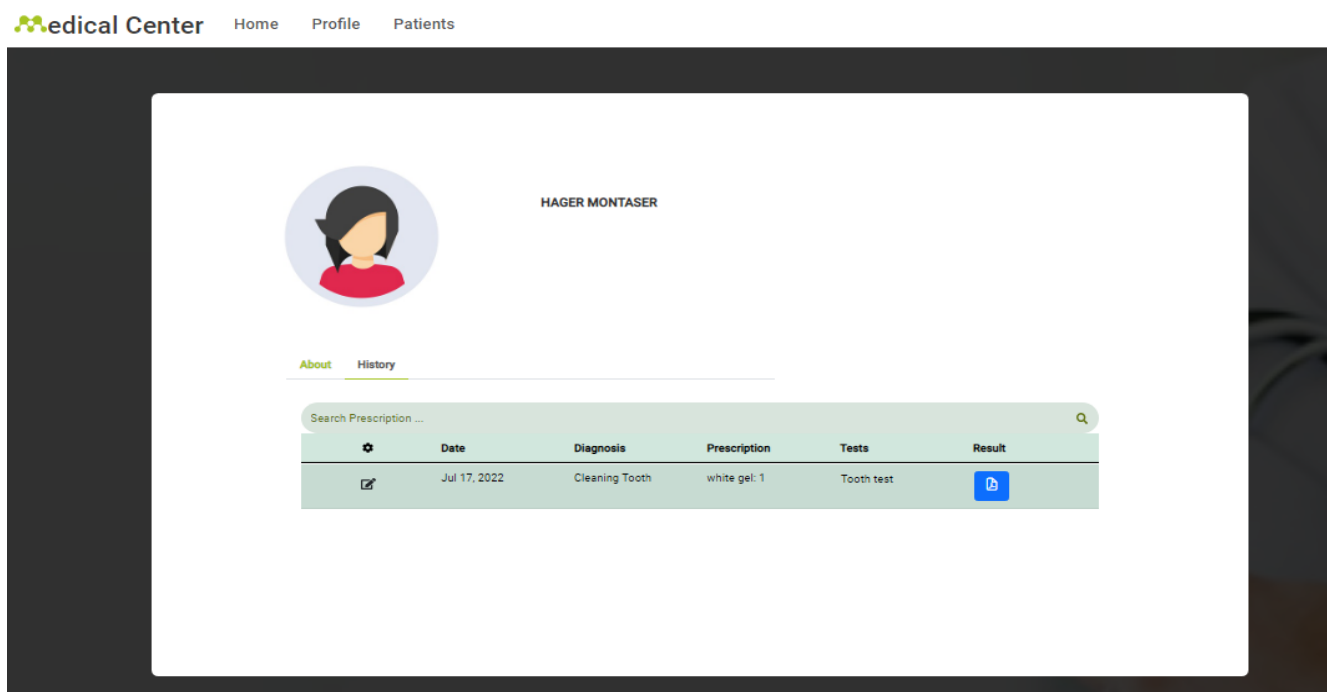 Medical Center Home Profile Patients
HAGER MONTASER
About History
Search Prescription ...
Date Diagnosis Prescription Tests Result
Jul 17, 2022 Cleaning Tooth white gel: 1 Tooth test